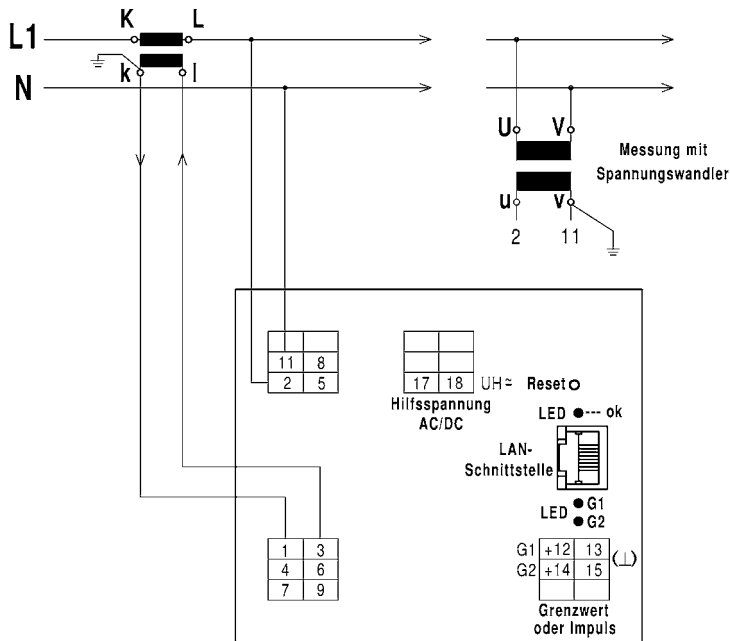 K L
L1
k l
N
U V
Messung mit
Spannungswandler
u v
2 11
11 8
2 5
17 18 UH≃
Hilfsspannung
AC/DC
Reset
LED --- ok
LAN-
Schnittstelle
LED G1
G2
1 3
4 6
7 9
G1 +12 13 (⊥)
G2 +14 15
Grenzwert
oder Impuls